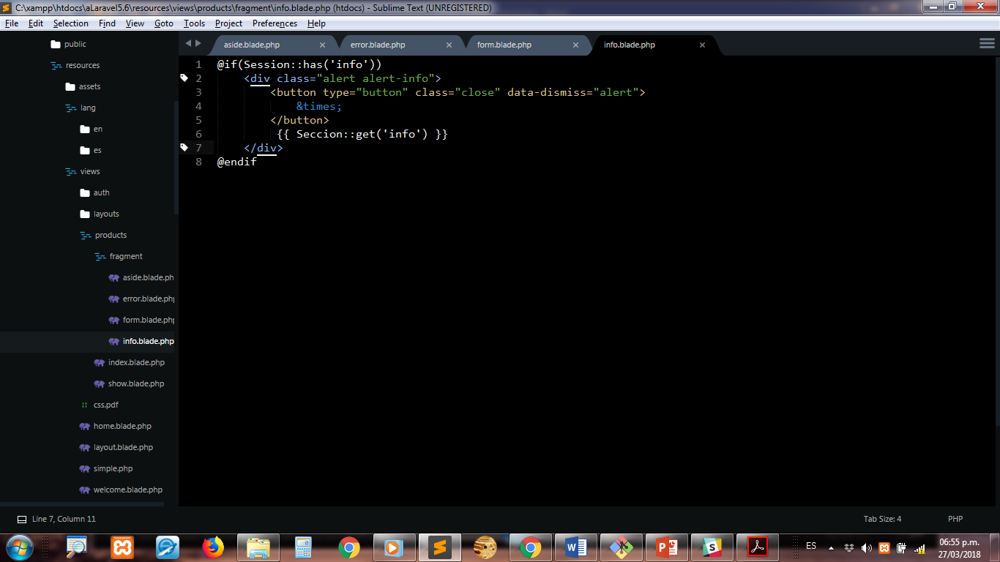 C:\xampp\htdocs\aLaravel5.6\resources\views\products\fragment\info.blade.php (htdocs) - Sublime Text (UNREGISTERED)
File Edit Selection Find View Goto Tools Project Preferences Help
public
resources
assets
lang
en
es
views
auth
layouts
products
fragment
aside.blade.ph
error.blade.php
form.blade.php
info.blade.php
index.blade.php
show.blade.php
css.pdf
home.blade.php
layout.blade.php
simple.php
welcome.blade.php
aside.blade.php × error.blade.php × form.blade.php × info.blade.php ×
1 @if(Session::has('info'))
2 <div class="alert alert-info">
3 <button type="button" class="close" data-dismiss="alert">
4 &times;
5 </button>
6 {{ Seccion::get('info') }}
7 </div>
8 @endif
Line 7, Column 11 Tab Size: 4 PHP
ES 06:55 p.m.
27/03/2018